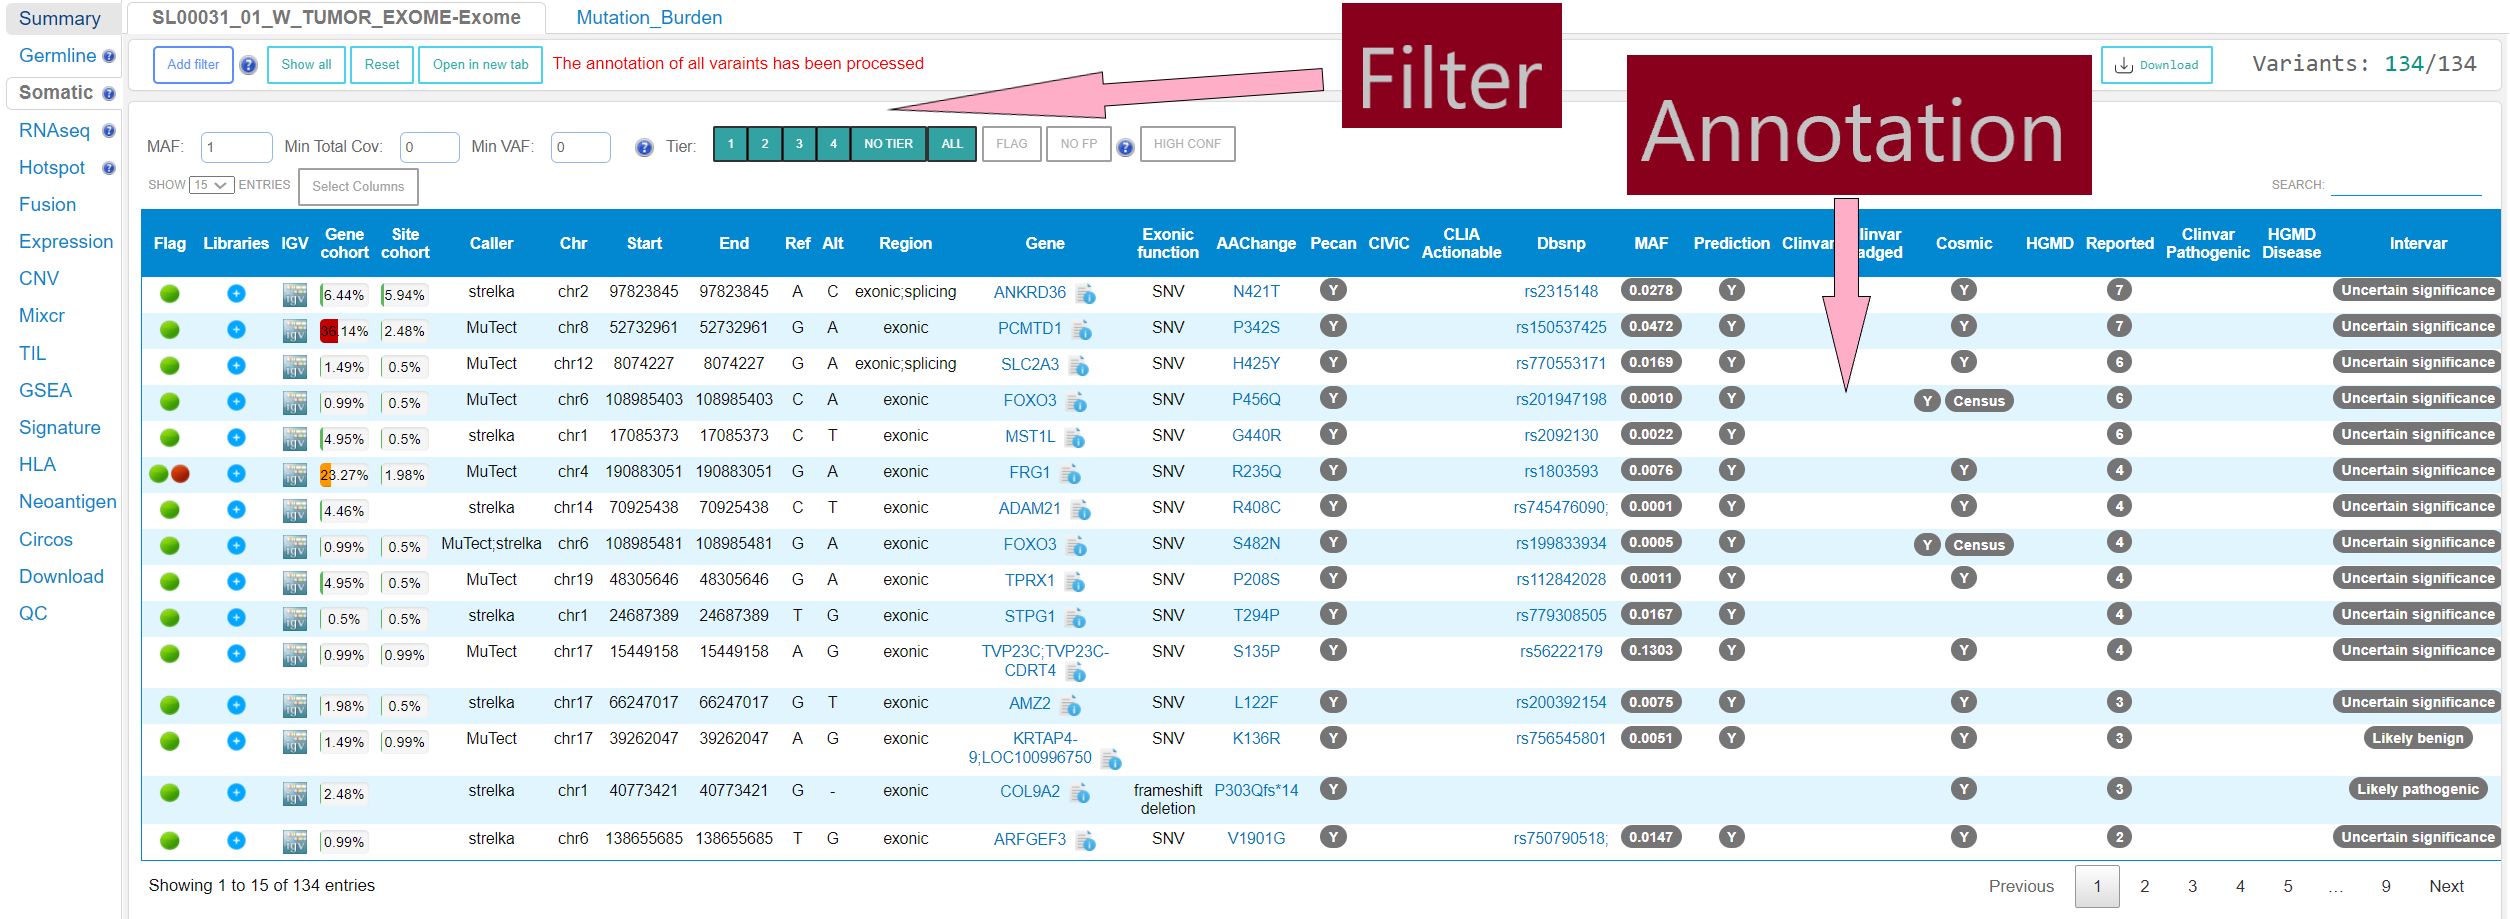 Summary
Germline
Somatic
RNAseq
Hotspot
Fusion
Expression
CNV
Mixcr
TIL
GSEA
Signature
HLA
Neoantigen
Circos
Download
QC
SL00031_01_W_TUMOR_EXOME-Exome Mutation_Burden
Add filter Show all Reset Open in new tab The annotation of all varaints has been processed
Filter
Annotation
Download Variants: 134/134
MAF: 1 Min Total Cov: 0 Min VAF: 0 Tier: 1 2 3 4 NO TIER ALL FLAG NO FP HIGH CONF
SHOW 15 ENTRIES Select Columns SEARCH:
Flag Libraries IGV Gene cohort Site cohort Caller Chr Start End Ref Alt Region Gene Exonic function AAChange Pecan CIViC CLIA Actionable Dbsnp MAF Prediction Clinvar Cosmic HGMD Reported Clinvar Pathogenic HGMD Disease Intervar
igv 6.44% 5.94% strelka chr2 97823845 97823845 A C exonic;splicing ANKRD36 SNV N421T Y rs2315148 0.0278 Y Y 7 Uncertain significance
igv 36.14% 2.48% MuTect chr8 52732961 52732961 G A exonic PCMTD1 SNV P342S Y rs150537425 0.0472 Y Y 7 Uncertain significance
igv 1.49% 0.5% MuTect chr12 8074227 8074227 G A exonic;splicing SLC2A3 SNV H425Y Y rs770553171 0.0169 Y Y 6 Uncertain significance
igv 0.99% 0.5% MuTect chr6 108985403 108985403 C A exonic FOXO3 SNV P456Q Y rs201947198 0.0010 Y Y Census 6 Uncertain significance
igv 4.95% 0.5% strelka chr1 17085373 17085373 C T exonic MST1L SNV G440R Y rs2092130 0.0022 Y 6 Uncertain significance
igv 23.27% 1.98% MuTect chr4 190883051 190883051 G A exonic FRG1 SNV R235Q Y rs1803593 0.0076 Y Y 4 Uncertain significance
igv 4.46% strelka chr14 70925438 70925438 C T exonic ADAM21 SNV R408C Y rs745476090; 0.0001 Y Y 4 Uncertain significance
igv 0.99% 0.5% MuTect;strelka chr6 108985481 108985481 G A exonic FOXO3 SNV S482N Y rs199833934 0.0005 Y Y Census 4 Uncertain significance
igv 4.95% 0.5% MuTect chr19 48305646 48305646 G A exonic TPRX1 SNV P208S Y rs112842028 0.0011 Y Y 4 Uncertain significance
igv 0.5% 0.5% strelka chr1 24687389 24687389 T G exonic STPG1 SNV T294P Y rs779308505 0.0167 Y 4 Uncertain significance
igv 0.99% 0.99% MuTect chr17 15449158 15449158 A G exonic TVP23C;TVP23C-CDRT4 SNV S135P Y rs56222179 0.1303 Y Y 4 Uncertain significance
igv 1.98% 0.5% strelka chr17 66247017 66247017 G T exonic AMZ2 SNV L122F Y rs200392154 0.0075 Y Y 3 Uncertain significance
igv 1.49% 0.99% MuTect chr17 39262047 39262047 A G exonic KRTAP4-9;LOC100996750 SNV K136R Y rs756545801 0.0051 Y Y 3 Likely benign
igv 2.48% strelka chr1 40773421 40773421 G - exonic COL9A2 frameshift deletion P303Qfs*14 Y Y 3 Likely pathogenic
igv 0.99% strelka chr6 138655685 138655685 T G exonic ARFGEF3 SNV V1901G Y rs750790518; 0.0147 Y Y 2 Uncertain significance
Showing 1 to 15 of 134 entries Previous 1 2 3 4 5 … 9 Next